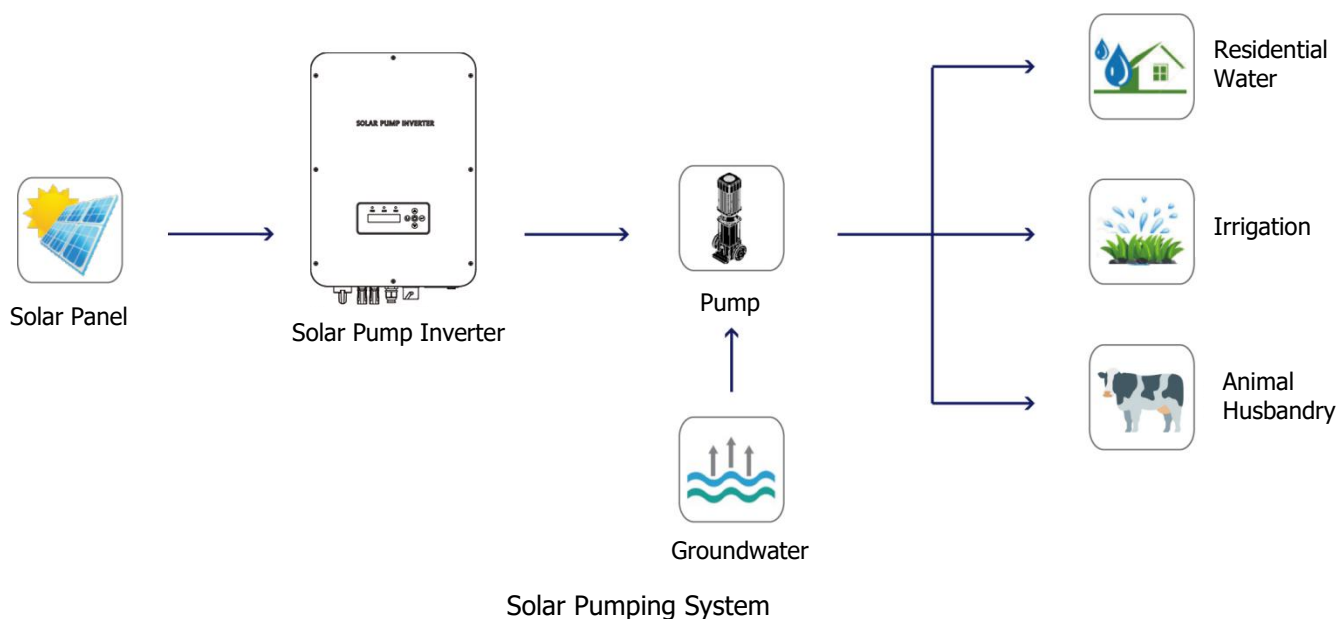 Residential
Water
SOLAR PUMP INVERTER
Irrigation
Solar Panel
Solar Pump Inverter
Pump
Animal
Husbandry
Groundwater
Solar Pumping System